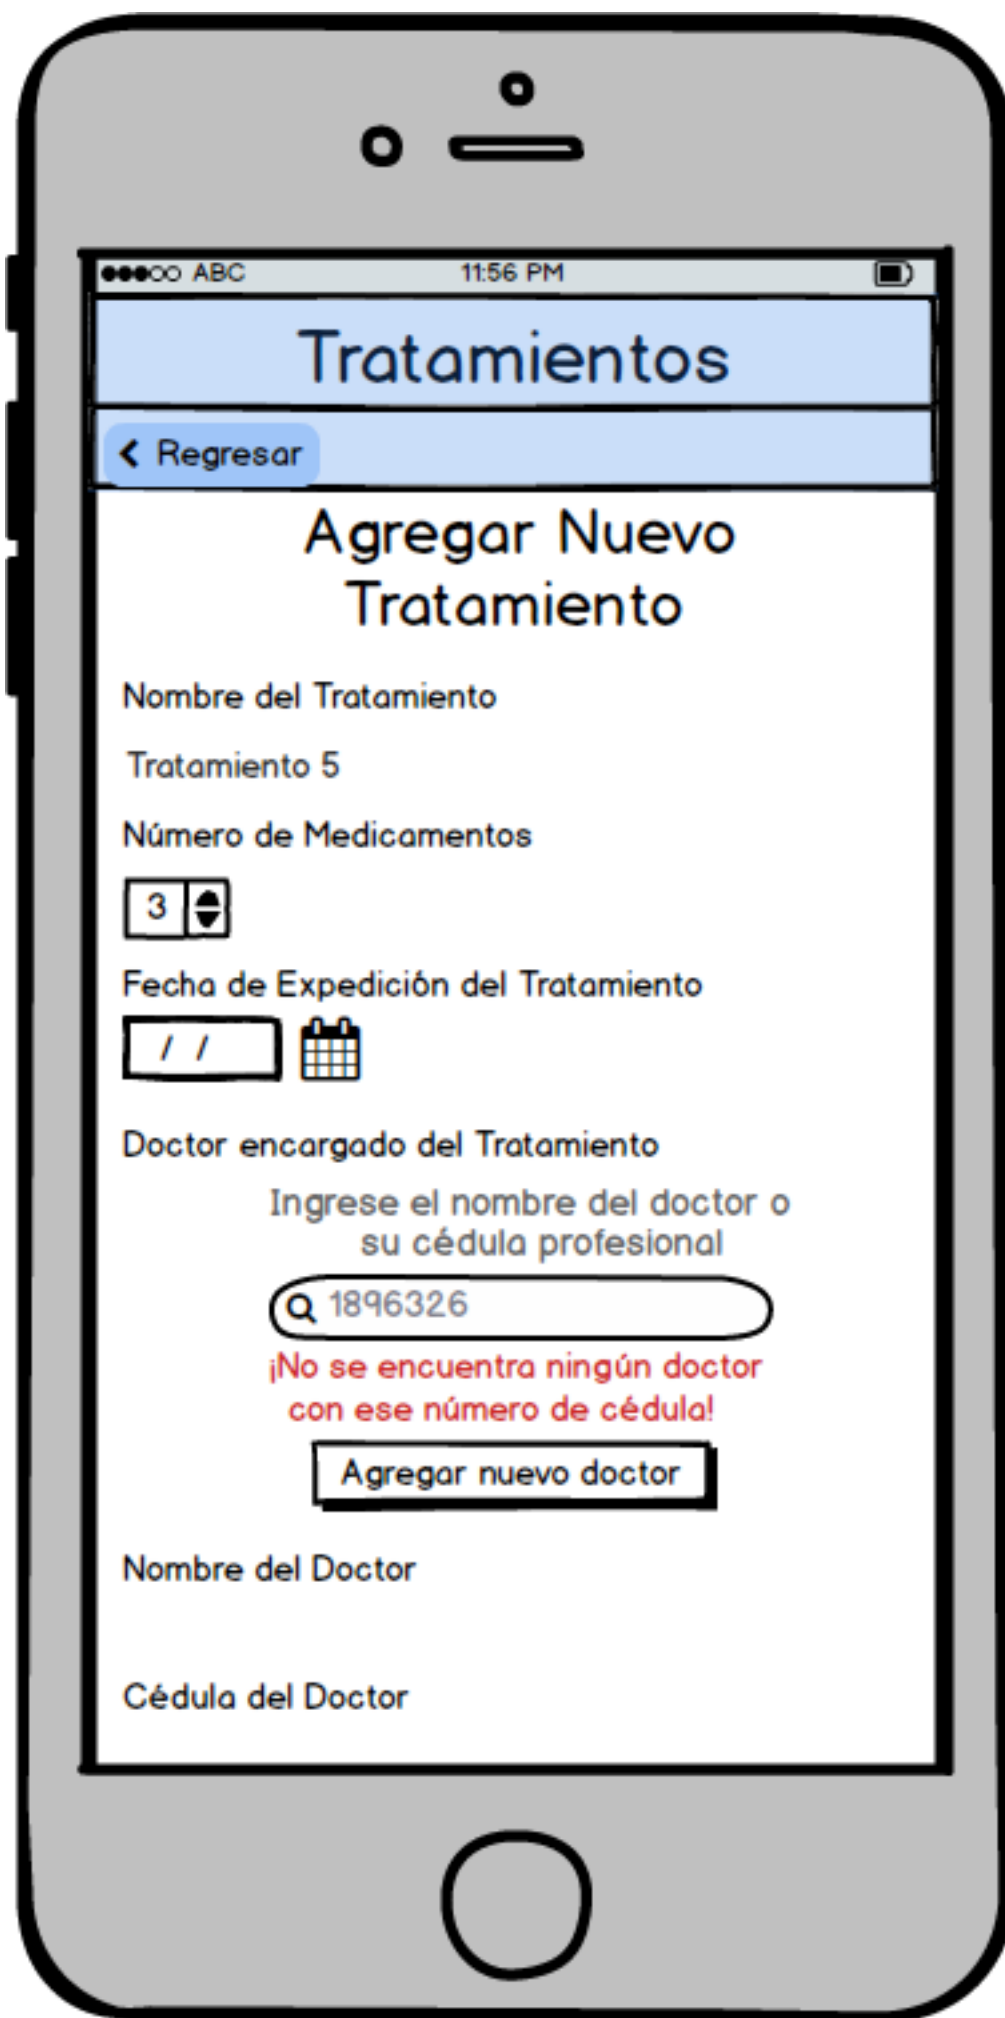 ABC 11:56 PM
Tratamientos
Regresar
Agregar Nuevo
Tratamiento
Nombre del Tratamiento
Tratamiento 5
Número de Medicamentos
3
Fecha de Expedición del Tratamiento
/ /
Doctor encargado del Tratamiento
Ingrese el nombre del doctor o
su cédula profesional
1896326
¡No se encuentra ningún doctor
con ese número de cédula!
Agregar nuevo doctor
Nombre del Doctor
Cédula del Doctor